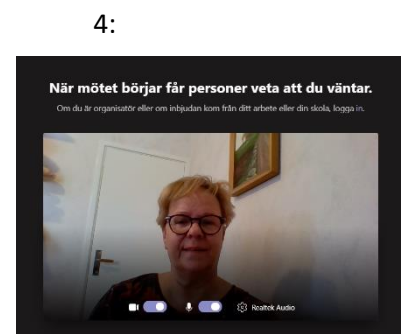 4:
När mötet börjar får personer veta att du väntar.
Om du är organisatör eller om inbjudan kom från ditt arbete eller din skola, logga in.
Realtek Audio